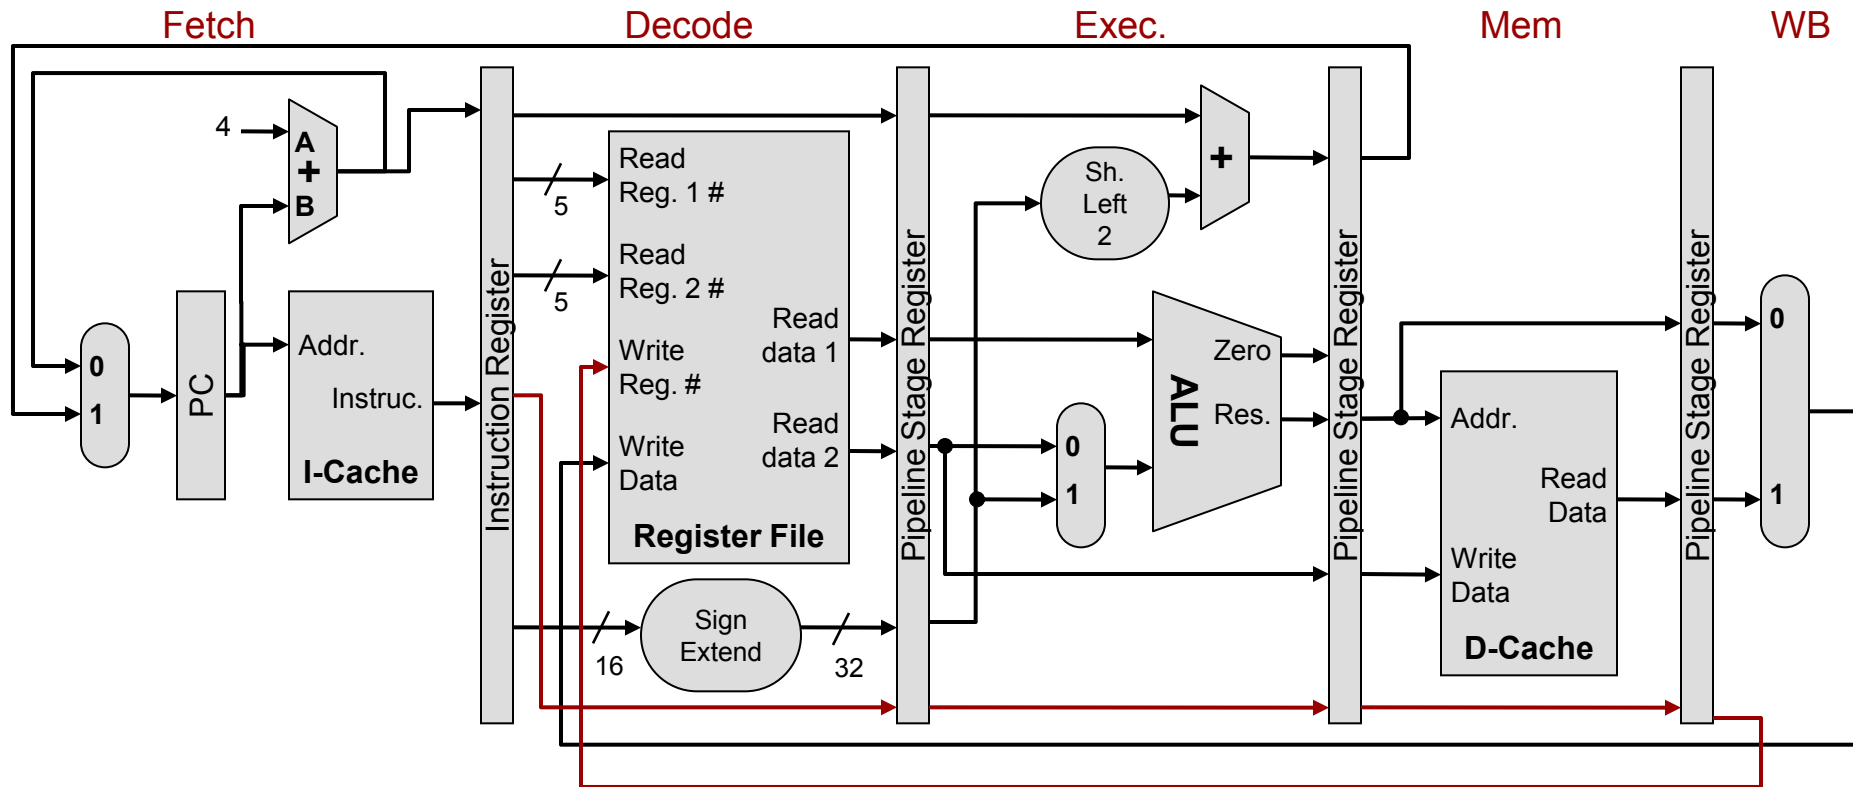 Fetch
Decode
Exec.
Mem
WB
4
A
+
B
0
1
PC
Addr.
Instruc.
I-Cache
Instruction Register
5
5
16
32
Read
Reg. 1 #
Read
Reg. 2 #
Write
Reg. #
Write
Data
Read
data 1
Read
data 2
Register File
Sign
Extend
Pipeline Stage Register
Sh.
Left
2
+
0
1
ALU
Zero
Res.
Pipeline Stage Register
Addr.
Read
Data
Write
Data
D-Cache
Pipeline Stage Register
0
1